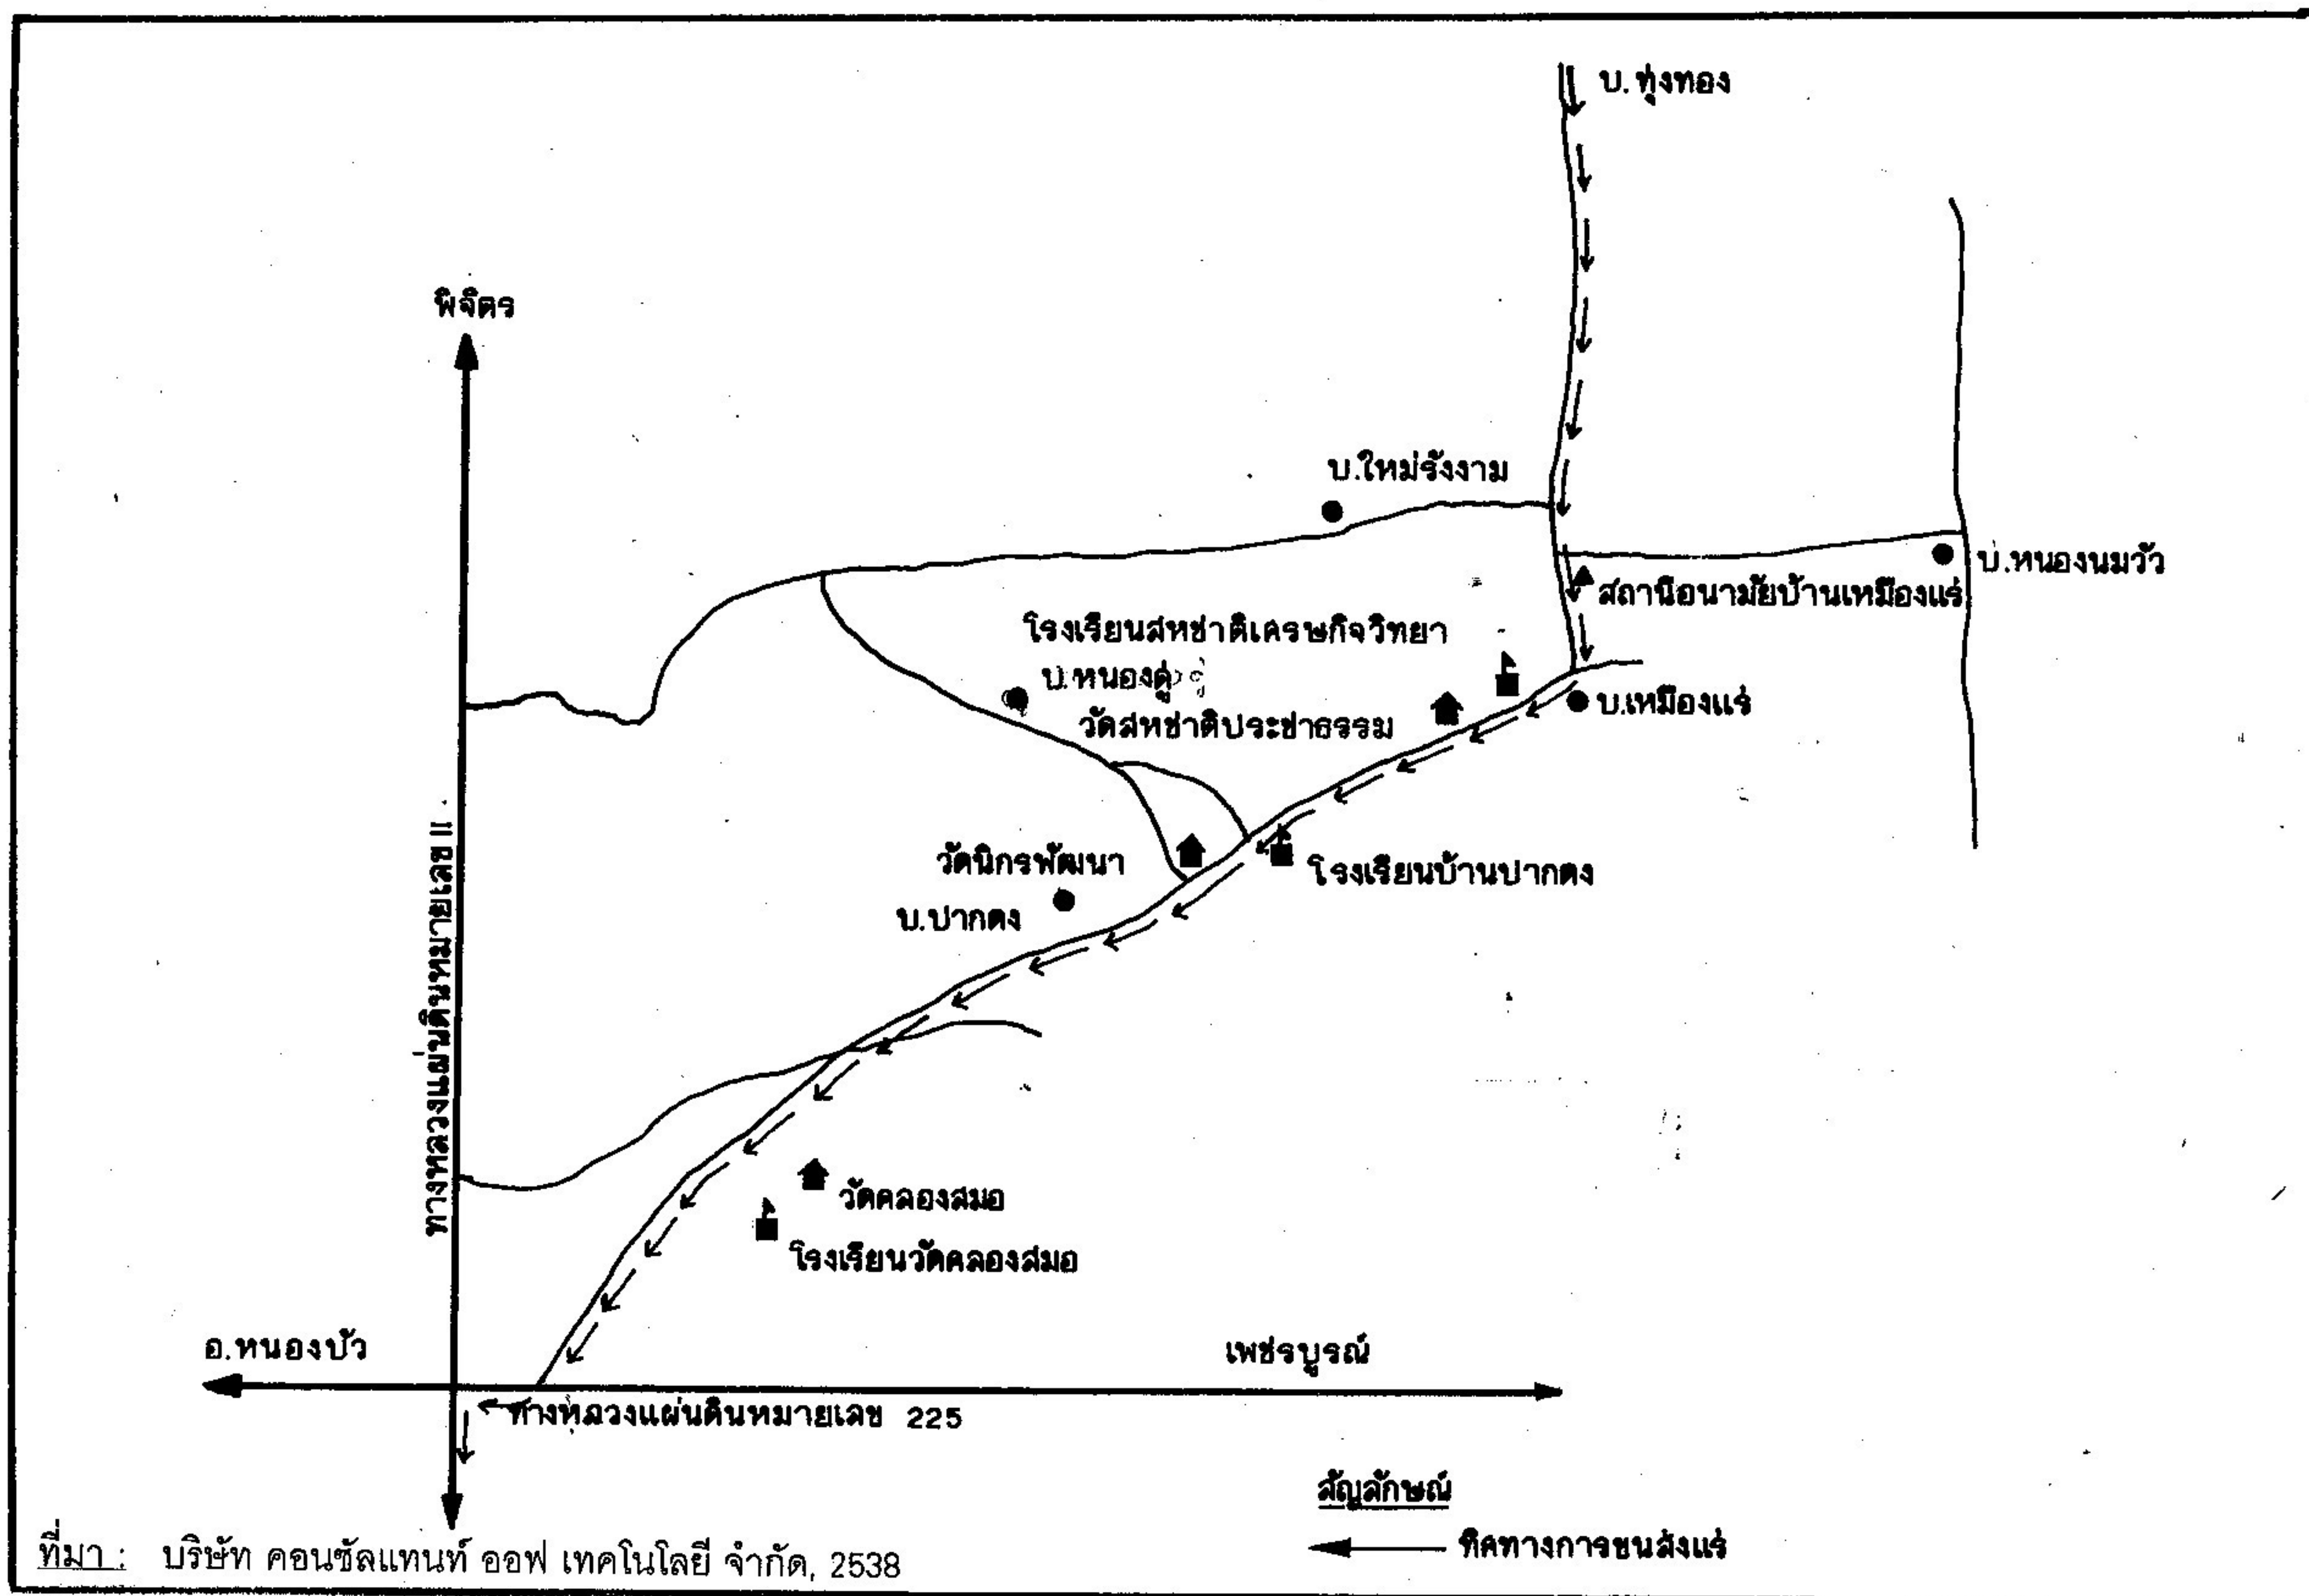 บ.ทุ่งทอง
พิจิตร
บ.ใหม่รังงาม
บ.หนองนมวัว
สถานีอนามัยบ้านเหมืองแร่
โรงเรียนสหชาติเศรษฐกิจวิทยา
บ.หนองดู่
บ.เหมืองแร่
วัดสหชาติประชาธรรม
วัดนิกรพัฒนา
โรงเรียนบ้านปากดง
บ.ปากดง
ทางหลวงแผ่นดินหมายเลข 11
วัดคลองสมอ
โรงเรียนวัดคลองสมอ
อ.หนองบัว
เพชรบูรณ์
ทางหลวงแผ่นดินหมายเลข 225
สัญลักษณ์
ทิศทางการขนส่งแร่
ที่มา : บริษัท คอนซัลแทนท์ ออฟ เทคโนโลยี จำกัด, 2538